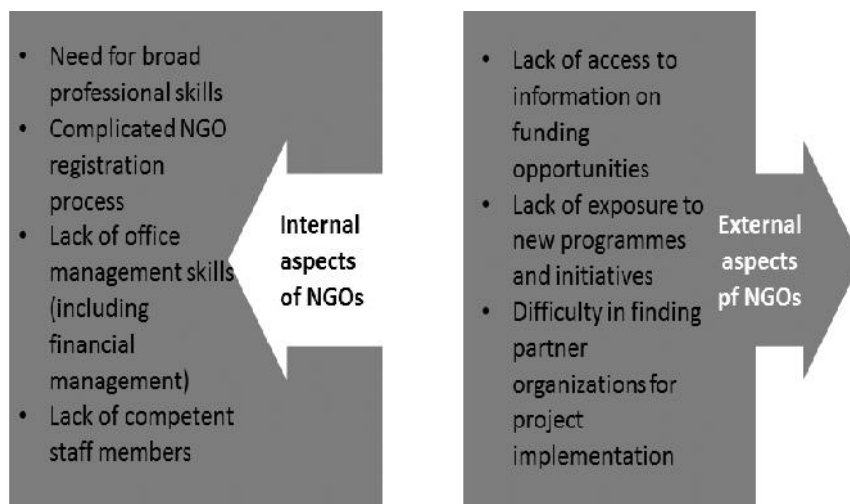 • Need for broad
professional skills
• Complicated NGO
registration
process
• Lack of office
management skills
(including
financial
management)
• Lack of competent
staff members
Internal
aspects
of NGOs
• Lack of access to
information on
funding
opportunities
• Lack of exposure to
new programmes
and initiatives
• Difficulty in finding
partner
organizations for
project
implementation
External
aspects
pf NGOs